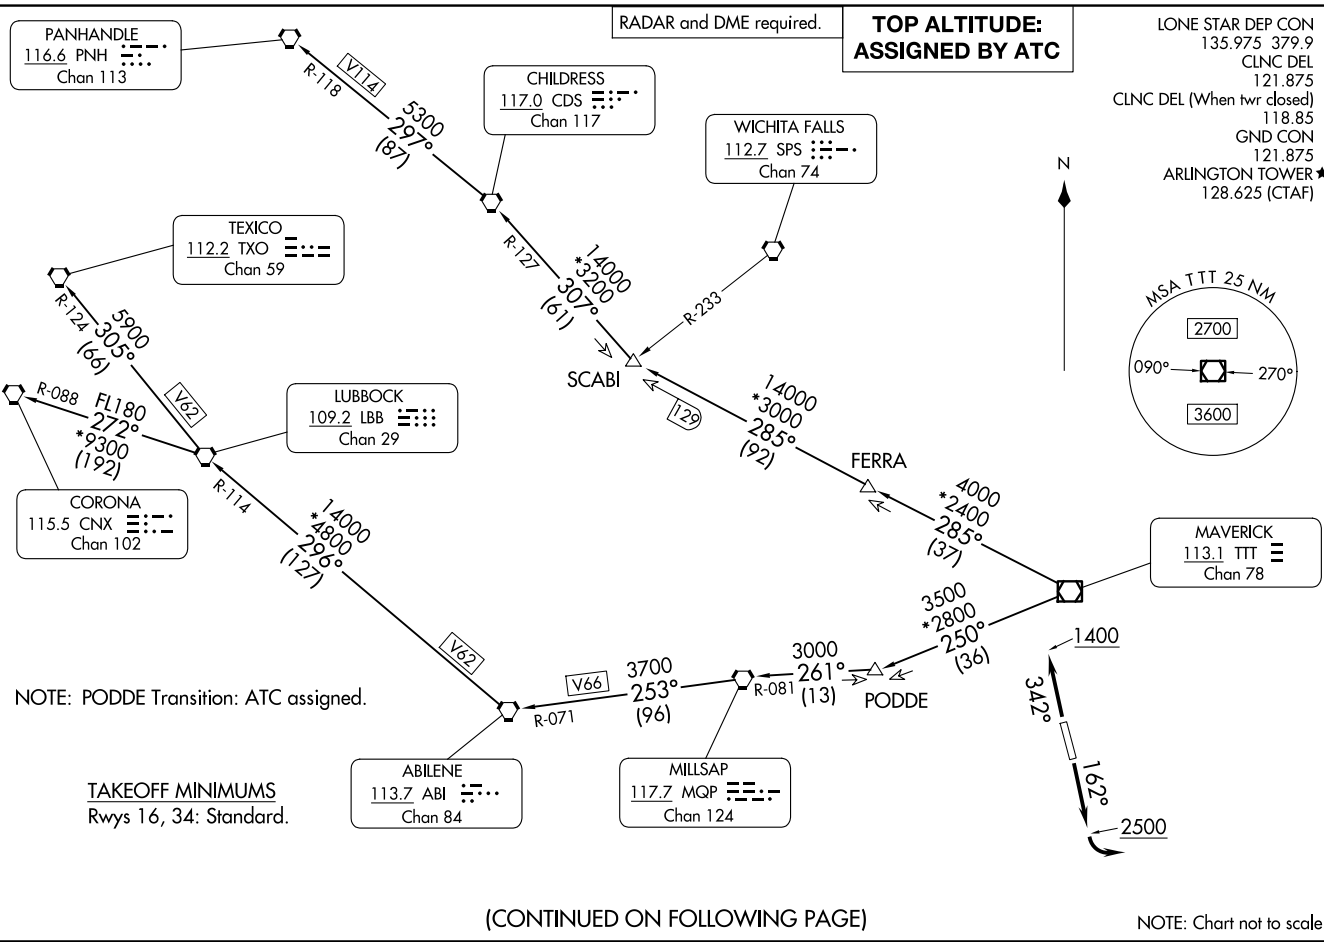 RADAR and DME required.
TOP ALTITUDE:
ASSIGNED BY ATC
LONE STAR DEP CON
135.975 379.9
CLNC DEL
121.875
CLNC DEL (When twr closed)
118.85
GND CON
121.875
ARLINGTON TOWER ★
128.625 (CTAF)
PANHANDLE
116.6 PNH
Chan 113
R-118
V114
5300
297°
(87)
CHILDRESS
117.0 CDS
Chan 117
WICHITA FALLS
112.7 SPS
Chan 74
N
R-127
14000
*3200
307°
(61)
R-233
SCABI
129
TEXICO
112.2 TXO
Chan 59
R-124
5900
305°
(66)
V62
MSA TTT 25 NM
2700
090°
270°
3600
R-088
FL180
272°
*9300
(192)
LUBBOCK
109.2 LBB
Chan 29
14000
*3000
285°
(92)
FERRA
CORONA
115.5 CNX
Chan 102
R-114
14000
*4800
296°
(127)
4000
*2400
285°
(37)
MAVERICK
113.1 TTT
Chan 78
3500
*2800
250°
(36)
V62
3700
V66
253°
(96)
R-071
3000
261°
(13)
R-081
PODDE
1400
342°
162°
2500
NOTE: PODDE Transition: ATC assigned.
ABILENE
113.7 ABI
Chan 84
MILLSAP
117.7 MQP
Chan 124
TAKEOFF MINIMUMS
Rwys 16, 34: Standard.
(CONTINUED ON FOLLOWING PAGE)
NOTE: Chart not to scale